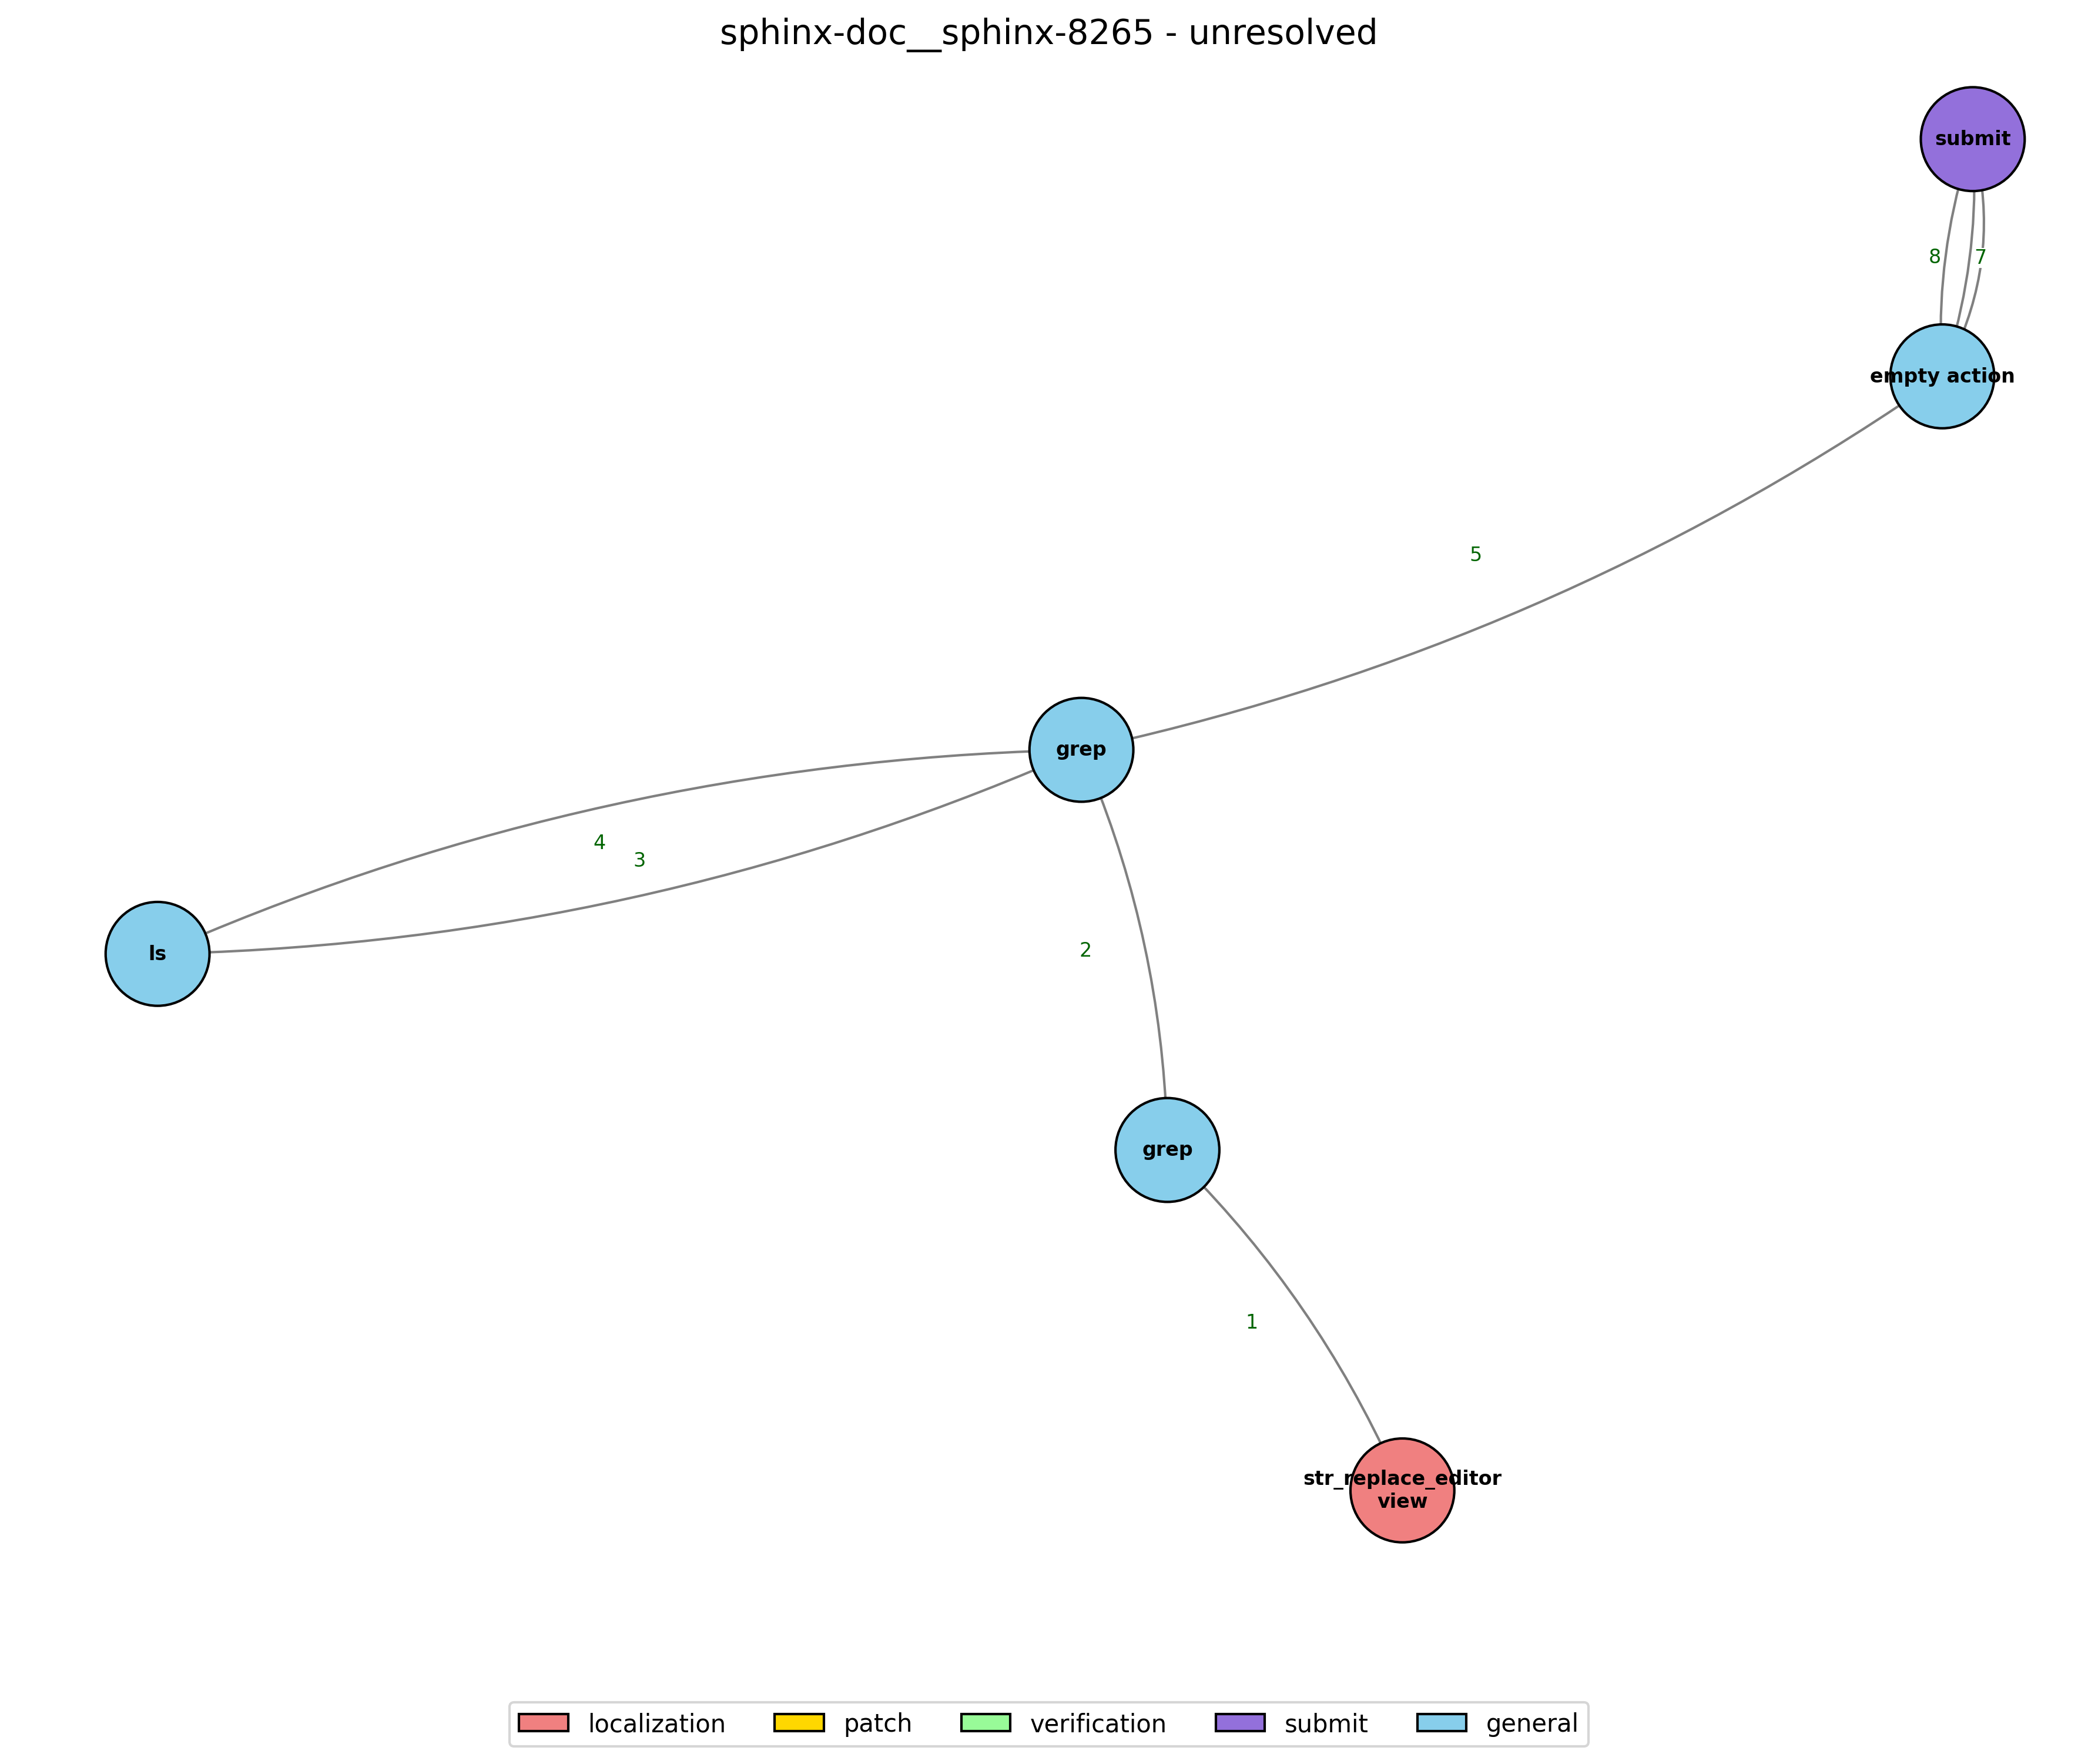 sphinx-doc__sphinx-8265 - unresolved
submit
8
7
empty action
5
grep
4
3
2
ls
grep
1
str_replace_editor
view
localization
patch
verification
submit
general